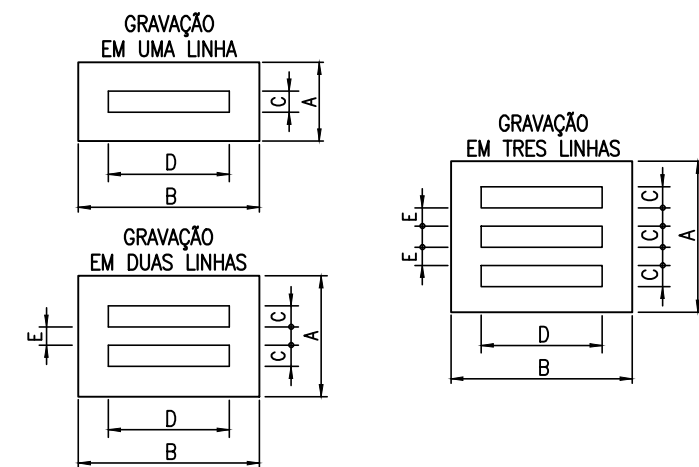 GRAVAÇÃO
EM UMA LINHA
C
A
D
B
GRAVAÇÃO
EM DUAS LINHAS
E
C
C
A
D
B
GRAVAÇÃO
EM TRES LINHAS
E
E
C
C
C
A
D
B